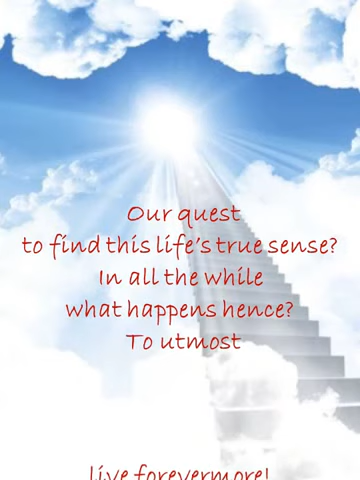 Our quest
to find this life's true sense?
In all the while
what happens hence?
To utmost
live forevermore!